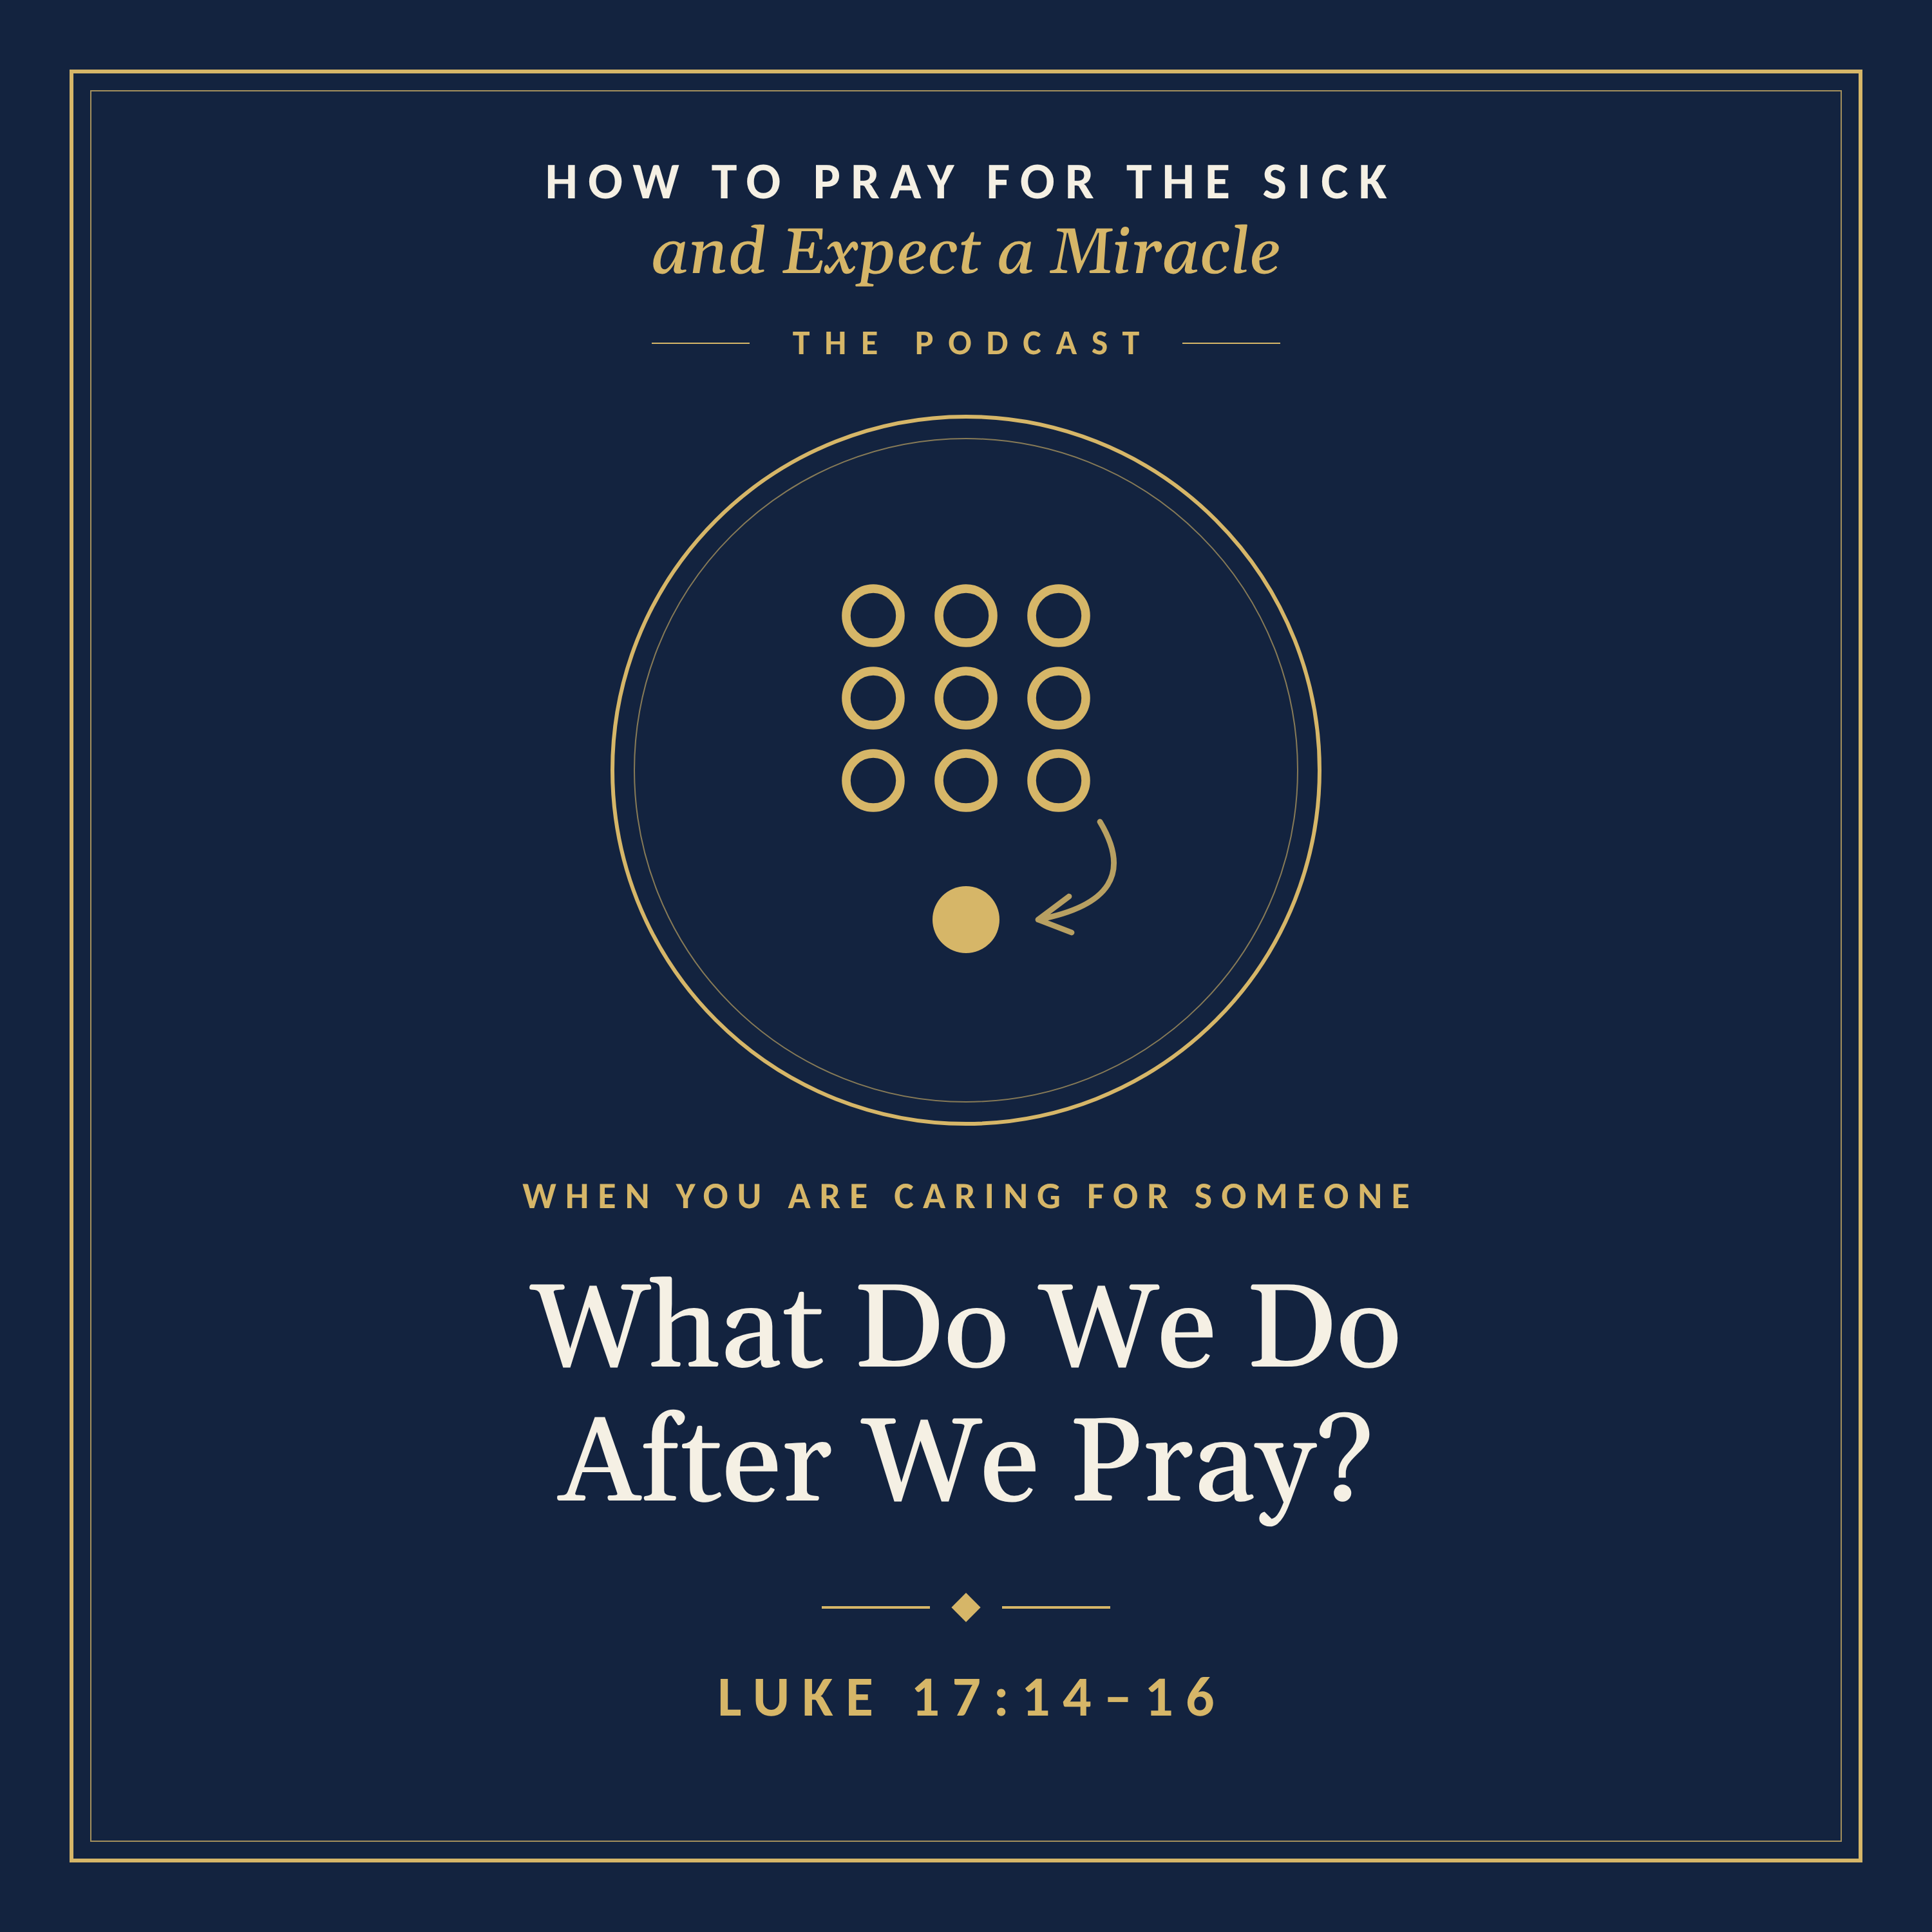 HOW TO PRAY FOR THE SICK
and Expect a Miracle
THE PODCAST
WHEN YOU ARE CARING FOR SOMEONE
What Do We Do
After We Pray?
LUKE 17:14–16